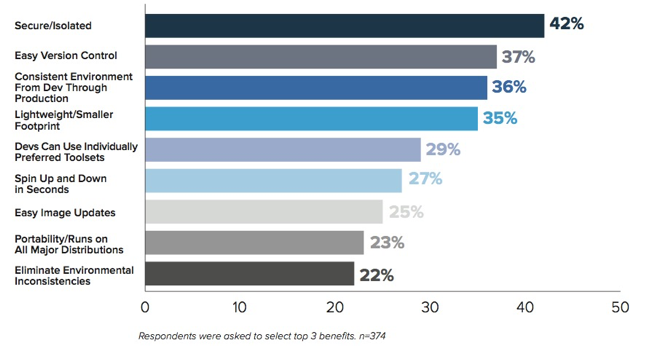 Secure/Isolated
42%
Easy Version Control
37%
Consistent Environment
From Dev Through
Production
36%
Lightweight/Smaller
Footprint
35%
Devs Can Use Individually
Preferred Toolsets
29%
Spin Up and Down
in Seconds
27%
Easy Image Updates
25%
Portability/Runs on
All Major Distributions
23%
Eliminate Environmental
Inconsistencies
22%
0 10 20 30 40 50
Respondents were asked to select top 3 benefits. n=374